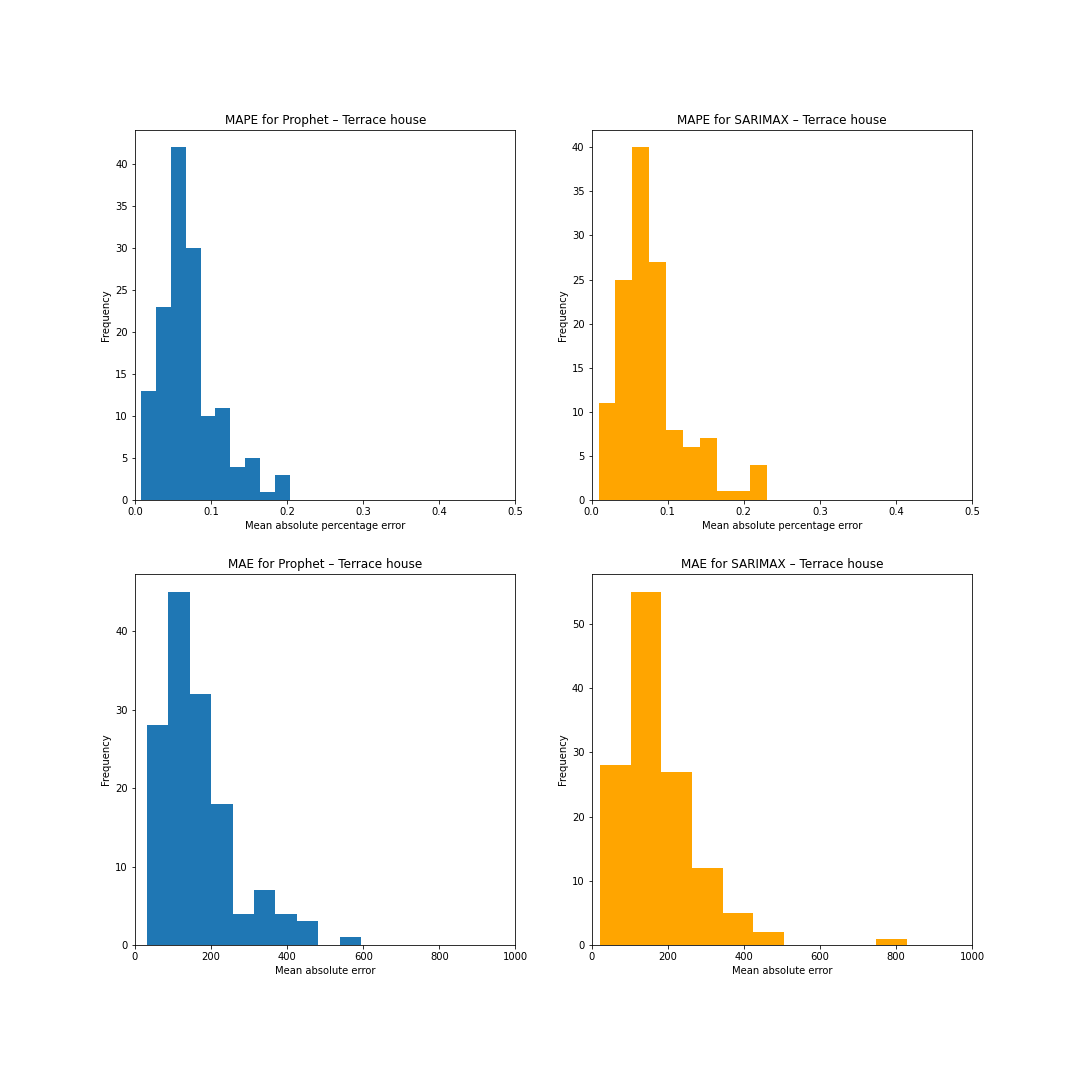 MAPE for Prophet – Terrace house
40
35
30
25
20
15
10
5
0
Frequency
0.0 0.1 0.2 0.3 0.4 0.5
Mean absolute percentage error
MAPE for SARIMAX – Terrace house
40
35
30
25
20
15
10
5
0
Frequency
0.0 0.1 0.2 0.3 0.4 0.5
Mean absolute percentage error
MAE for Prophet – Terrace house
40
30
20
10
0
Frequency
0 200 400 600 800 1000
Mean absolute error
MAE for SARIMAX – Terrace house
50
40
30
20
10
0
Frequency
0 200 400 600 800 1000
Mean absolute error